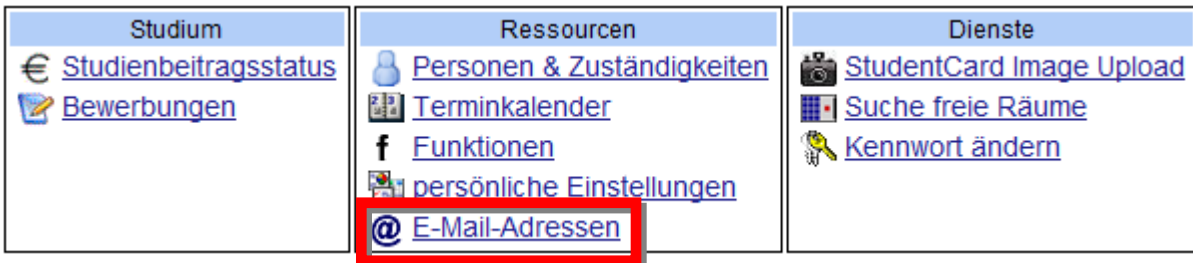 Studium
€ Studienbeitragsstatus
Bewerbungen
Ressourcen
Personen & Zuständigkeiten
Terminkalender
f Funktionen
persönliche Einstellungen
@ E-Mail-Adressen
Dienste
StudentCard Image Upload
Suche freie Räume
Kennwort ändern